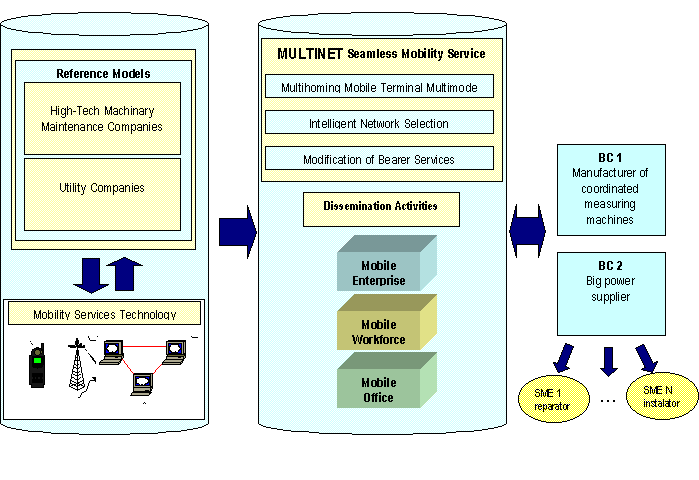 Reference Models
High-Tech Machinary
Maintenance Companies
Utility Companies
Mobility Services Technology
MULTINET Seamless Mobility Service
Multihoming Mobile Terminal Multimode
Intelligent Network Selection
Modification of Bearer Services
Dissemination Activities
Mobile
Enterprise
Mobile
Workforce
Mobile
Office
BC 1
Manufacturer of
coordinated
measuring
machines
BC 2
Big power
supplier
SME 1
reparator
...
SME N
instalator